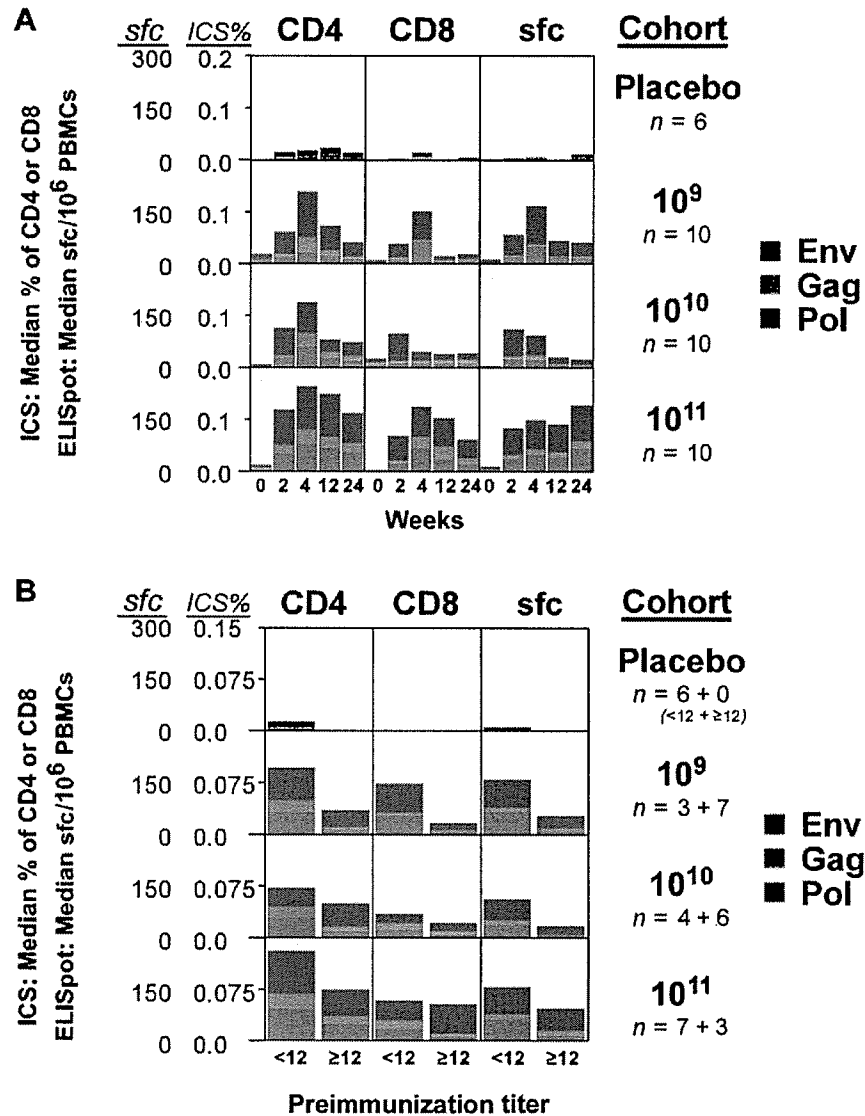 A
sfc ICS% CD4 CD8 sfc Cohort
ICS: Median % of CD4 or CD8
ELISpot: Median sfc/10⁶ PBMCs
300 0.2
150 0.1
0 0.0
Placebo
n = 6
150 0.1
0 0.0
10⁹
n = 10
150 0.1
0 0.0
10¹⁰
n = 10
150 0.1
0 0.0
10¹¹
n = 10
Env
Gag
Pol
0 2 4 12 24 0 2 4 12 24 0 2 4 12 24
Weeks
B
sfc ICS% CD4 CD8 sfc Cohort
ICS: Median % of CD4 or CD8
ELISpot: Median sfc/10⁶ PBMCs
300 0.15
150 0.075
0 0.0
Placebo
n = 6 + 0
(<12 + ≥12)
150 0.075
0 0.0
10⁹
n = 3 + 7
150 0.075
0 0.0
10¹⁰
n = 4 + 6
150 0.075
0 0.0
10¹¹
n = 7 + 3
Env
Gag
Pol
<12 ≥12 <12 ≥12 <12 ≥12
Preimmunization titer